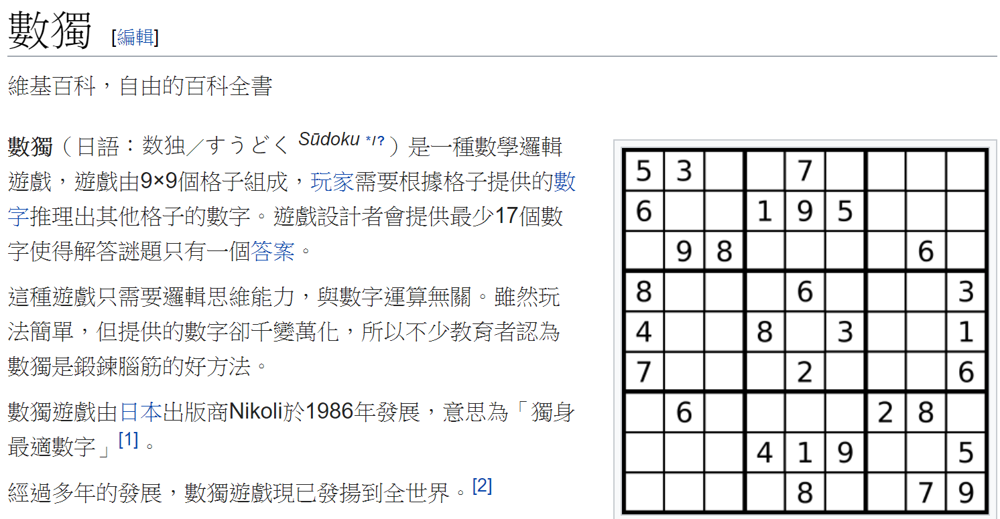 數獨 [編輯]
維基百科，自由的百科全書
數獨（日語：数独／すうどく Sūdoku */?）是一種數學邏輯
遊戲，遊戲由9×9個格子組成，玩家需要根據格子提供的數
字推理出其他格子的數字。遊戲設計者會提供最少17個數
字使得解答謎題只有一個答案。
這種遊戲只需要邏輯思維能力，與數字運算無關。雖然玩
法簡單，但提供的數字卻千變萬化，所以不少教育者認為
數獨是鍛鍊腦筋的好方法。
數獨遊戲由日本出版商Nikoli於1986年發展，意思為「獨身
最適數字」[1]。
經過多年的發展，數獨遊戲現已發揚到全世界。[2]
5 3 7
6 1 9 5
9 8 6
8 6 3
4 8 3 1
7 2 6
6 2 8
4 1 9 5
8 7 9